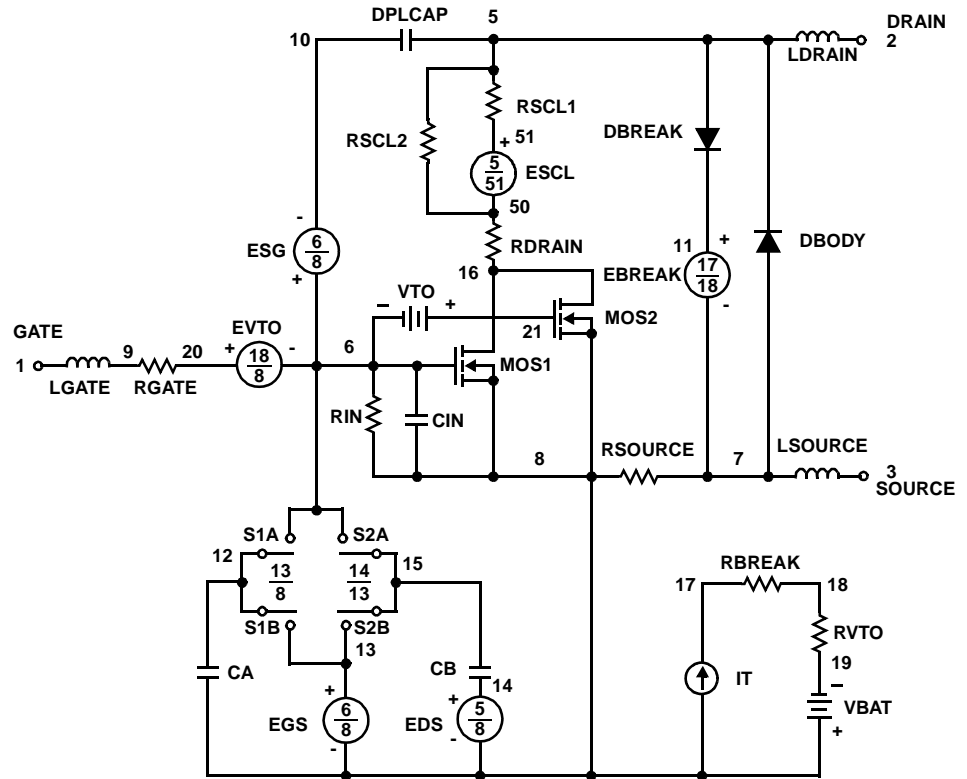 DPLCAP 5 DRAIN
10 2
LDRAIN
RSCL1
DBREAK
RSCL2 + 51
5
51 ESCL
50
-
6
8 ESG
+
RDRAIN
DBODY
11 +
16
EBREAK 17
18
-
VTO
- +
MOS2
21
GATE
1 9 20 EVTO
+ 18
8 -
6
LGATE RGATE
MOS1
RIN CIN
LSOURCE
RSOURCE
8 7 3
SOURCE
S1A S2A
12 13
8 14
13 15
RBREAK
17 18
S1B S2B
13
RVTO
CA CB
14
19
IT
-
VBAT
+
+
EGS 6
8
-
+
EDS 5
8
-